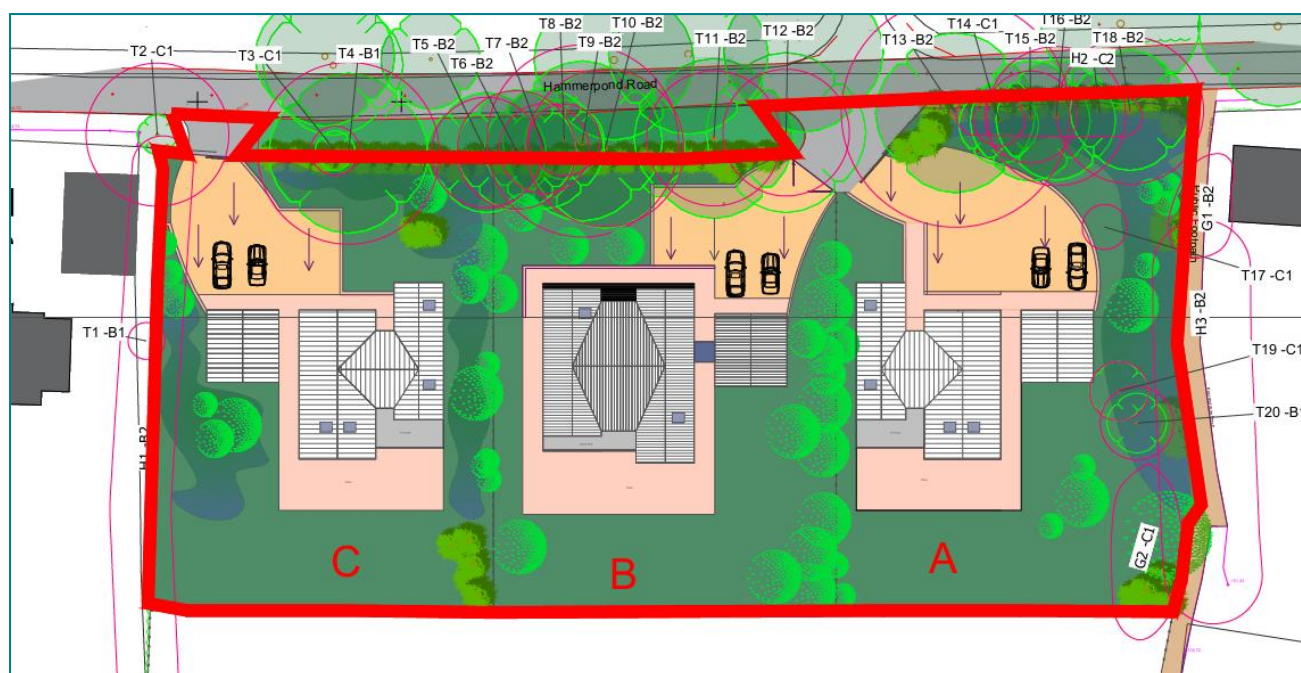 T8 -B2
T10 -B2
T16 -B2
T2 -C1
T3 -C1
T4 -B1
T5 -B2
T7 -B2
T9 -B2
T11 -B2
T12 -B2
T14 -C1
T6 -B2
T13 -B2
T15 -B2
T18 -B2
H2 -C2
Hammerpond Road
G1 -B2
T17 -C1
H3 -B2
T1 -B1
T19 -C1
T20 -B1
H1 -B2
G2 -C1
C
B
A